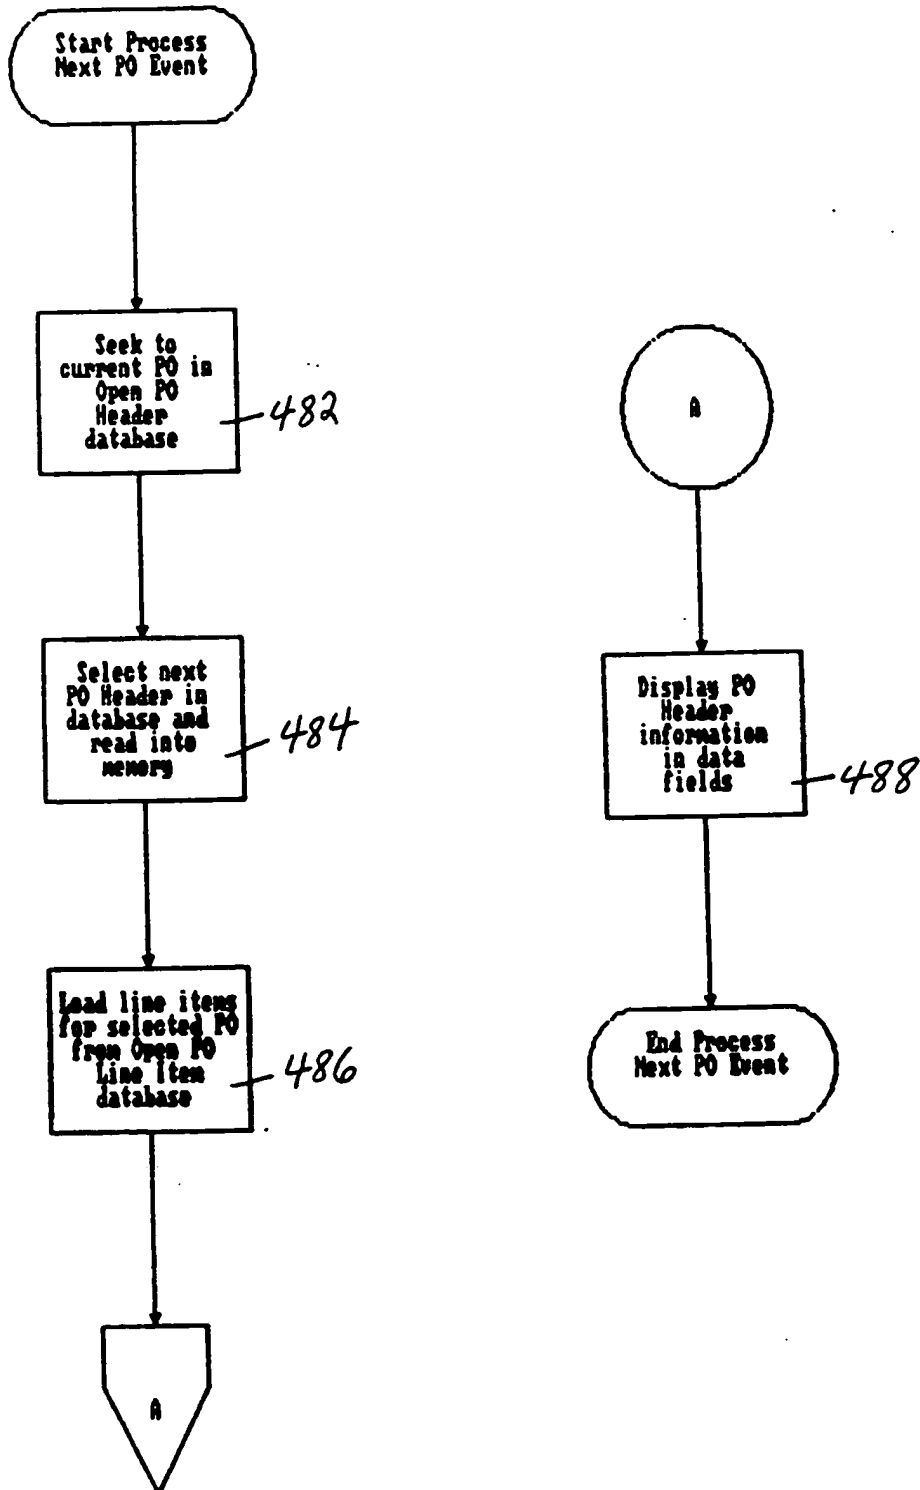 Start Process
Next PO Event
Seek to
current PO in
Open PO
Header
database
482
Select next
PO Header in
database and
read into
memory
484
Load line items
for selected PO
from Open PO
Line Item
database
486
A
A
Display PO
Header
information
in data
fields
488
End Process
Next PO Event